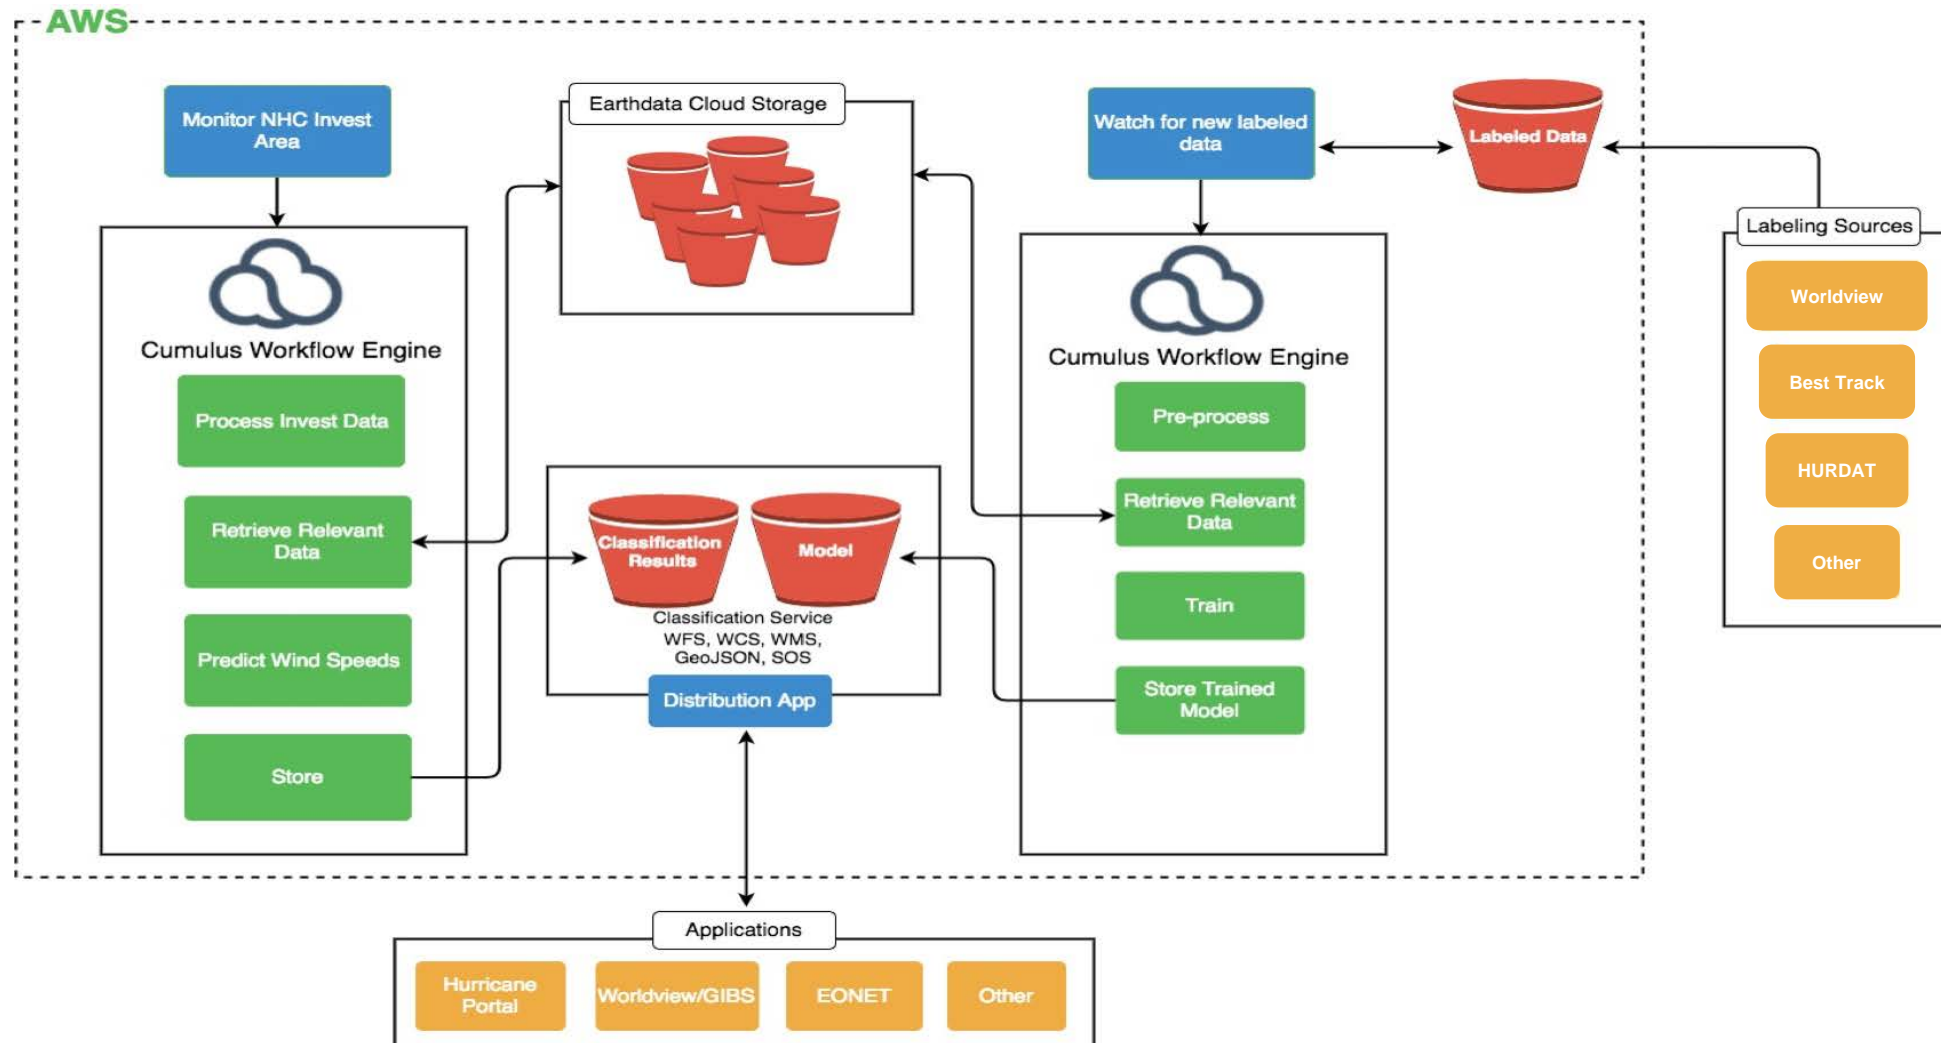 AWS
Monitor NHC Invest
Area
Cumulus Workflow Engine
Process Invest Data
Retrieve Relevant
Data
Predict Wind Speeds
Store
Earthdata Cloud Storage
Classification
Results
Model
Classification Service
WFS, WCS, WMS,
GeoJSON, SOS
Distribution App
Watch for new labeled
data
Cumulus Workflow Engine
Pre-process
Retrieve Relevant
Data
Train
Store Trained
Model
Labeled Data
Labeling Sources
Worldview
Best Track
HURDAT
Other
Applications
Hurricane
Portal
Worldview/GIBS
EONET
Other